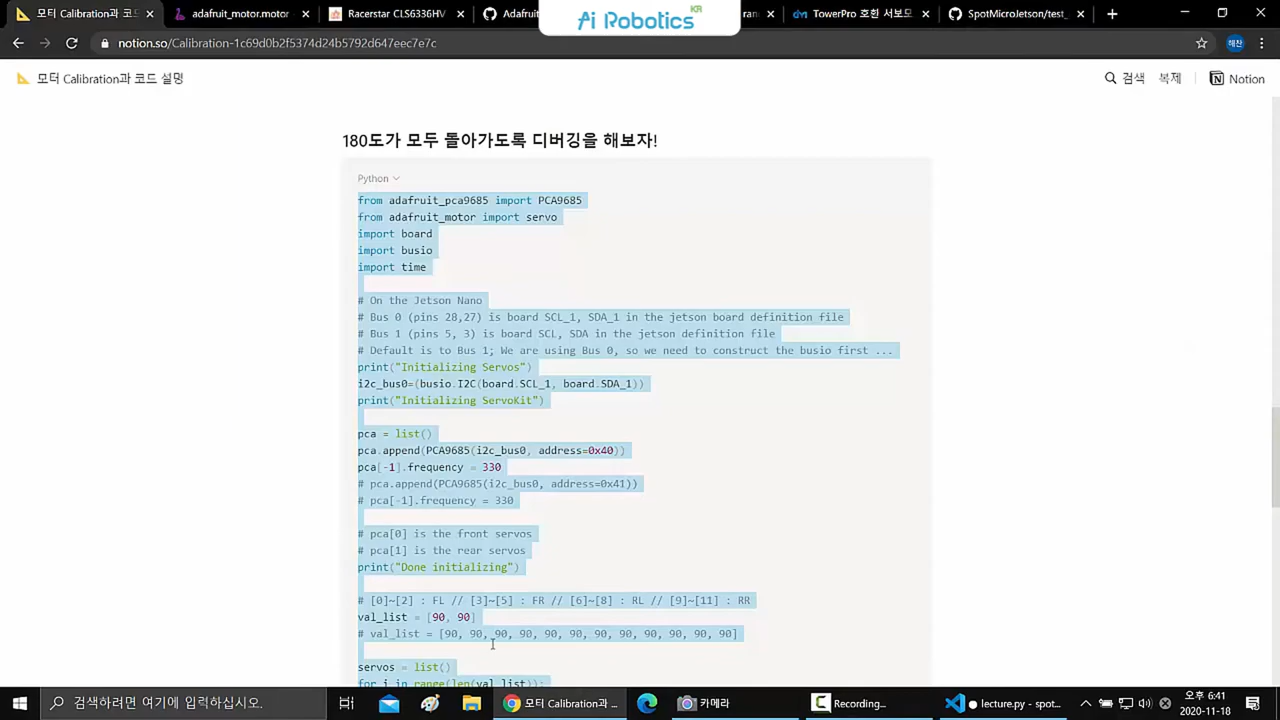 모터 Calibration과 코드 설명
adafruit_motor.motor
Racerstar CLS6336HV
Adafruit
TowerPro 호환 서보모
SpotMicroJetson/test_
Ai Robotics KR
notion.so/Calibration-1c69d0b2f5374d24b5792d647eec7e7c
해찬
모터 Calibration과 코드 설명
검색
복제
Notion
180도가 모두 돌아가도록 디버깅을 해보자!
Python
from adafruit_pca9685 import PCA9685
from adafruit_motor import servo
import board
import busio
import time
# On the Jetson Nano
# Bus 0 (pins 28,27) is board SCL_1, SDA_1 in the jetson board definition file
# Bus 1 (pins 5, 3) is board SCL, SDA in the jetson definition file
# Default is to Bus 1; We are using Bus 0, so we need to construct the busio first ...
print("Initializing Servos")
i2c_bus0=(busio.I2C(board.SCL_1, board.SDA_1))
print("Initializing ServoKit")
pca = list()
pca.append(PCA9685(i2c_bus0, address=0x40))
pca[-1].frequency = 330
# pca.append(PCA9685(i2c_bus0, address=0x41))
# pca[-1].frequency = 330
# pca[0] is the front servos
# pca[1] is the rear servos
print("Done initializing")
# [0]~[2] : FL // [3]~[5] : FR // [6]~[8] : RL // [9]~[11] : RR
val_list = [90, 90]
# val_list = [90, 90, 90, 90, 90, 90, 90, 90, 90, 90, 90, 90]
servos = list()
for i in range(len(val_list)):
검색하려면 여기에 입력하십시오.
모터 Calibration과 ...
카메라
Recording...
lecture.py - spot...
오후 6:41
2020-11-18